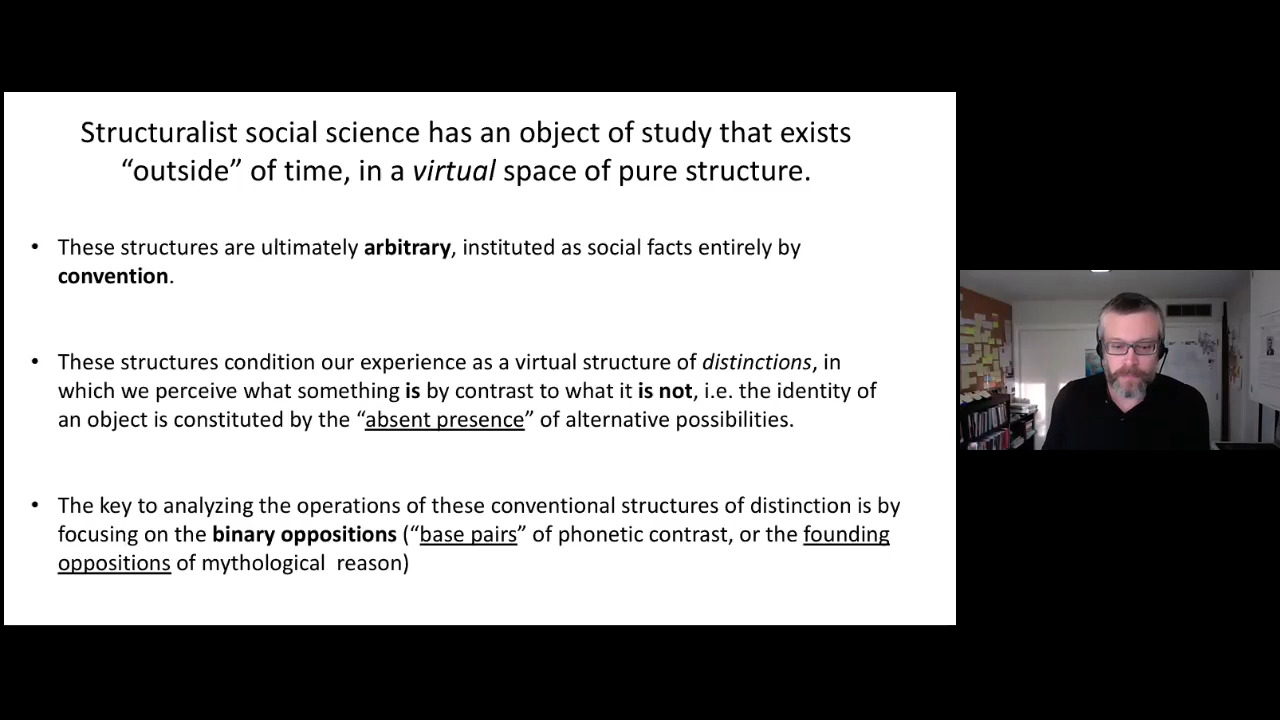 Structuralist social science has an object of study that exists
“outside” of time, in a virtual space of pure structure.
• These structures are ultimately arbitrary, instituted as social facts entirely by
convention.
• These structures condition our experience as a virtual structure of distinctions, in
which we perceive what something is by contrast to what it is not, i.e. the identity of
an object is constituted by the “absent presence” of alternative possibilities.
• The key to analyzing the operations of these conventional structures of distinction is by
focusing on the binary oppositions (“base pairs” of phonetic contrast, or the founding
oppositions of mythological reason)